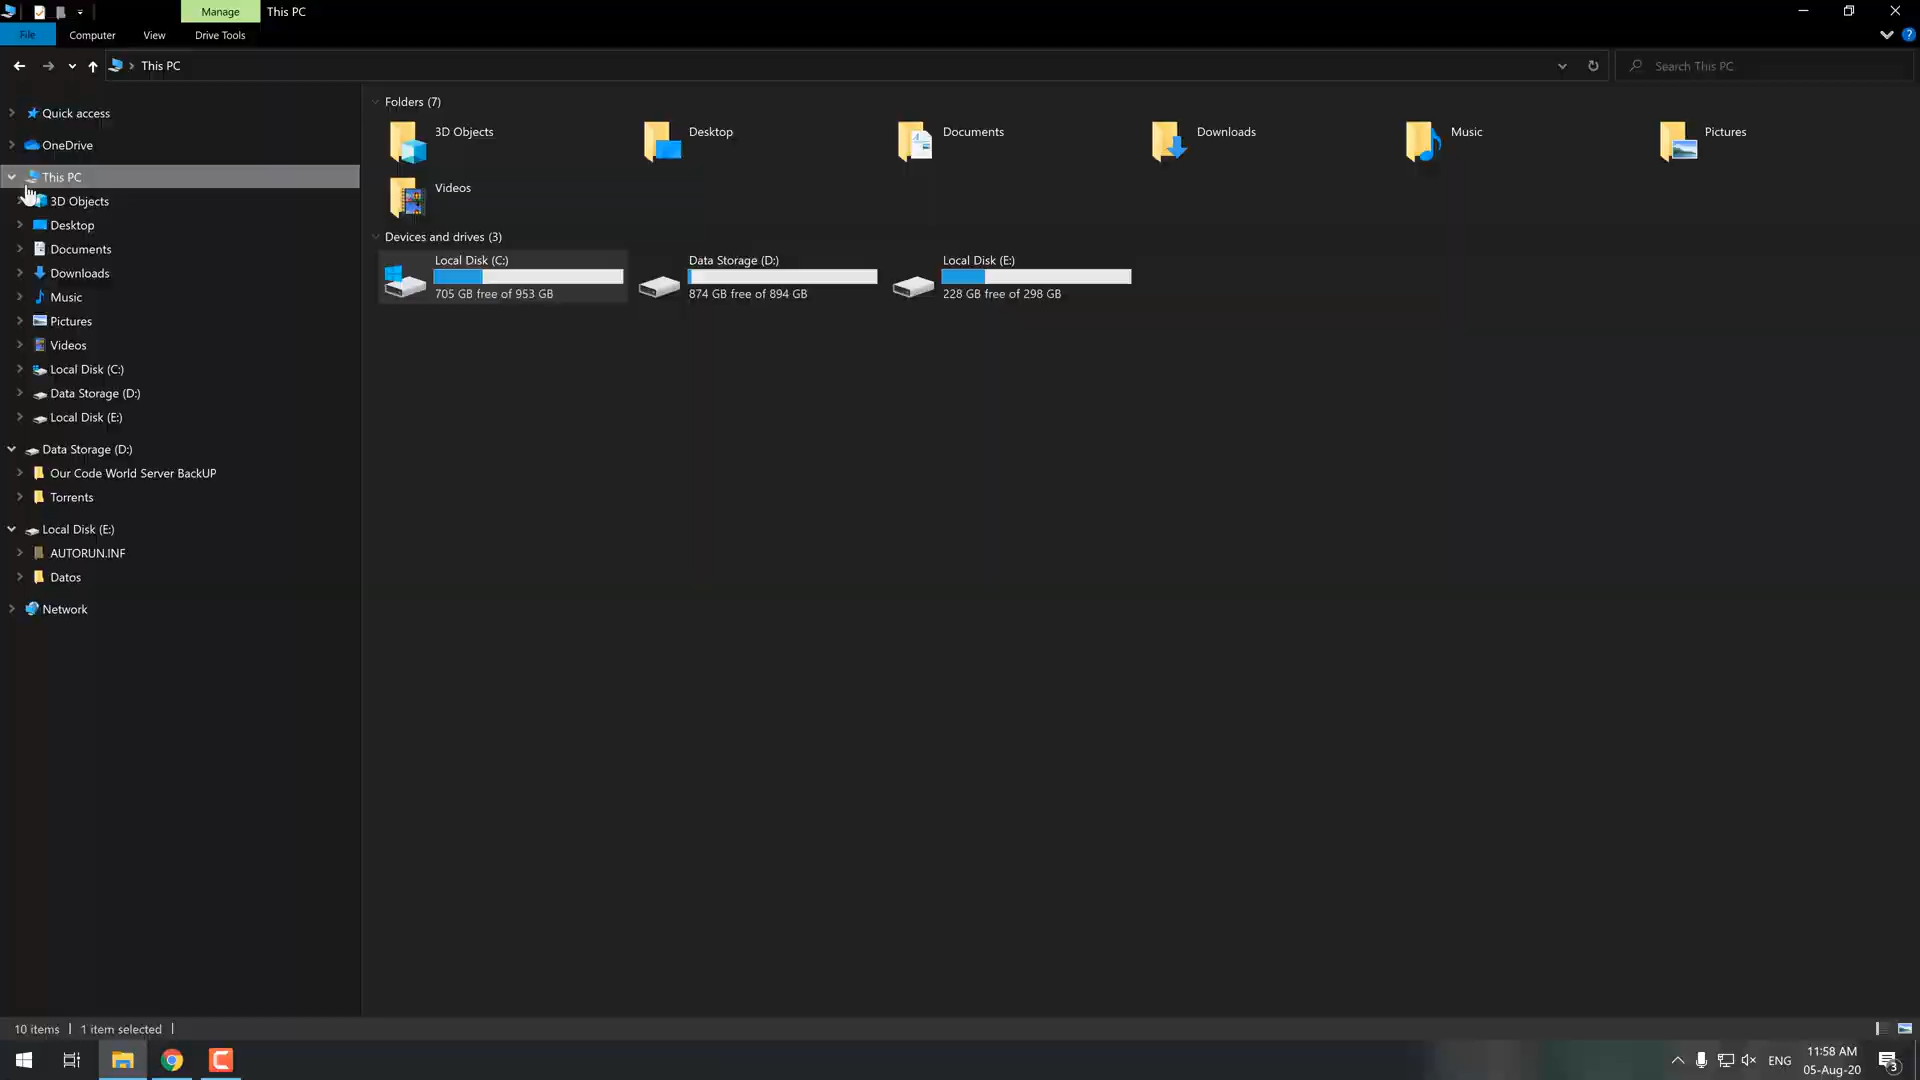 Manage
This PC
File
Computer
View
Drive Tools
?
This PC
Search This PC
Quick access
OneDrive
This PC
3D Objects
Desktop
Documents
Downloads
Music
Pictures
Videos
Local Disk (C:)
Data Storage (D:)
Local Disk (E:)
Data Storage (D:)
Our Code World Server BackUP
Torrents
Local Disk (E:)
AUTORUN.INF
Datos
Network
Folders (7)
3D Objects
Desktop
Documents
Downloads
Music
Pictures
Videos
Devices and drives (3)
Local Disk (C:)
705 GB free of 953 GB
Data Storage (D:)
874 GB free of 894 GB
Local Disk (E:)
228 GB free of 298 GB
10 items
1 item selected
ENG
11:58 AM
05-Aug-20
3